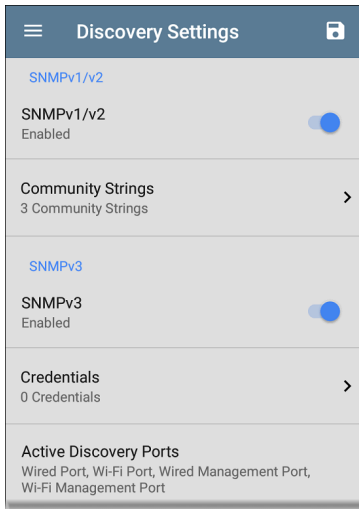 Discovery Settings
SNMPv1/v2
SNMPv1/v2
Enabled
Community Strings
3 Community Strings
SNMPv3
SNMPv3
Enabled
Credentials
0 Credentials
Active Discovery Ports
Wired Port, Wi-Fi Port, Wired Management Port,
Wi-Fi Management Port